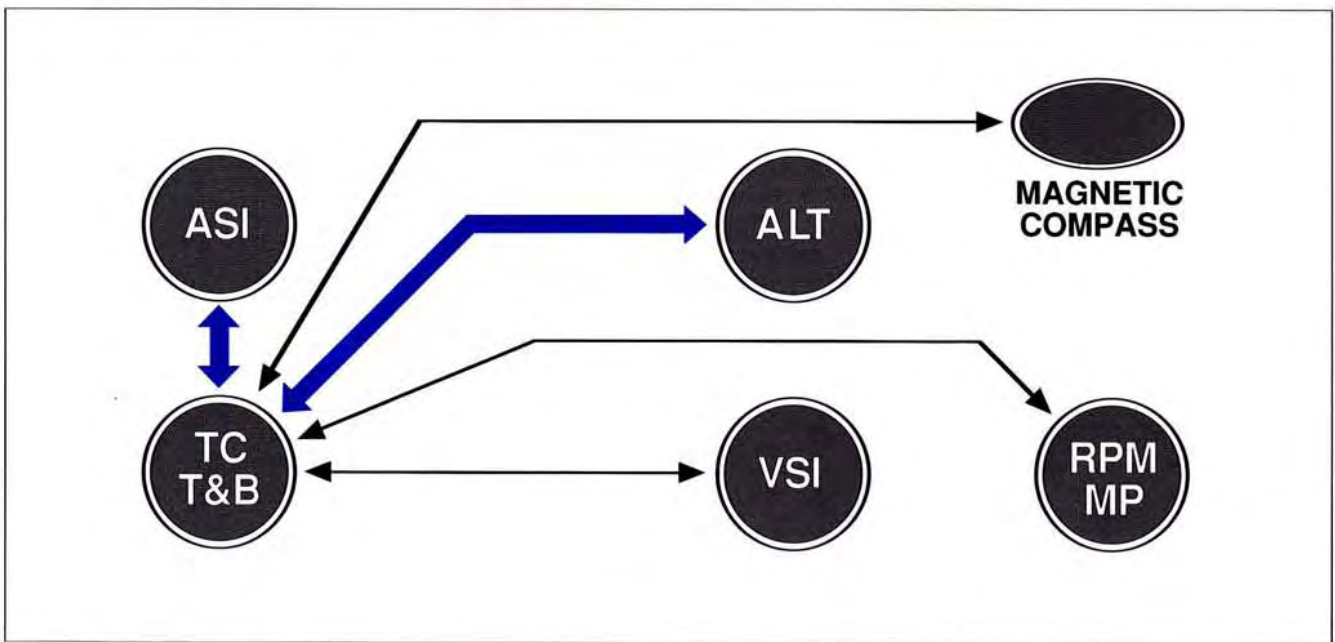 MAGNETIC
COMPASS
ASI
ALT
TC
T&B
VSI
RPM
MP